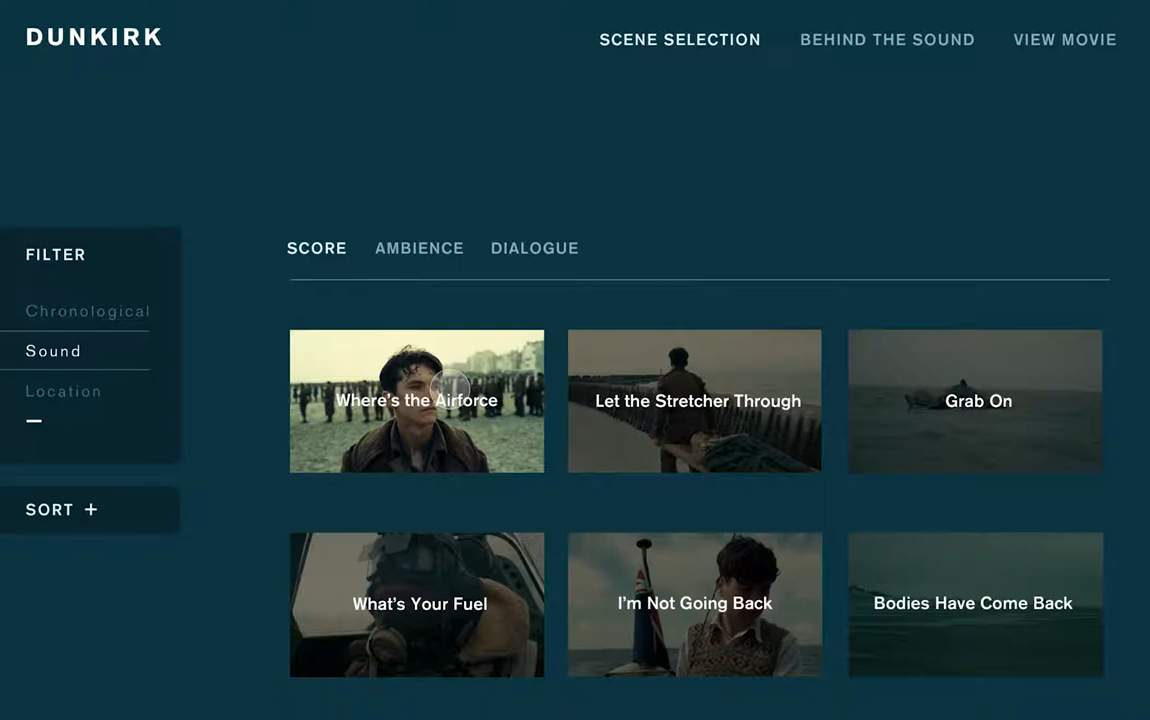 DUNKIRK
SCENE SELECTION
BEHIND THE SOUND
VIEW MOVIE
FILTER
Chronological
Sound
Location
SORT +
SCORE
AMBIENCE
DIALOGUE
Where's the Airforce
Let the Stretcher Through
Grab On
What's Your Fuel
I'm Not Going Back
Bodies Have Come Back